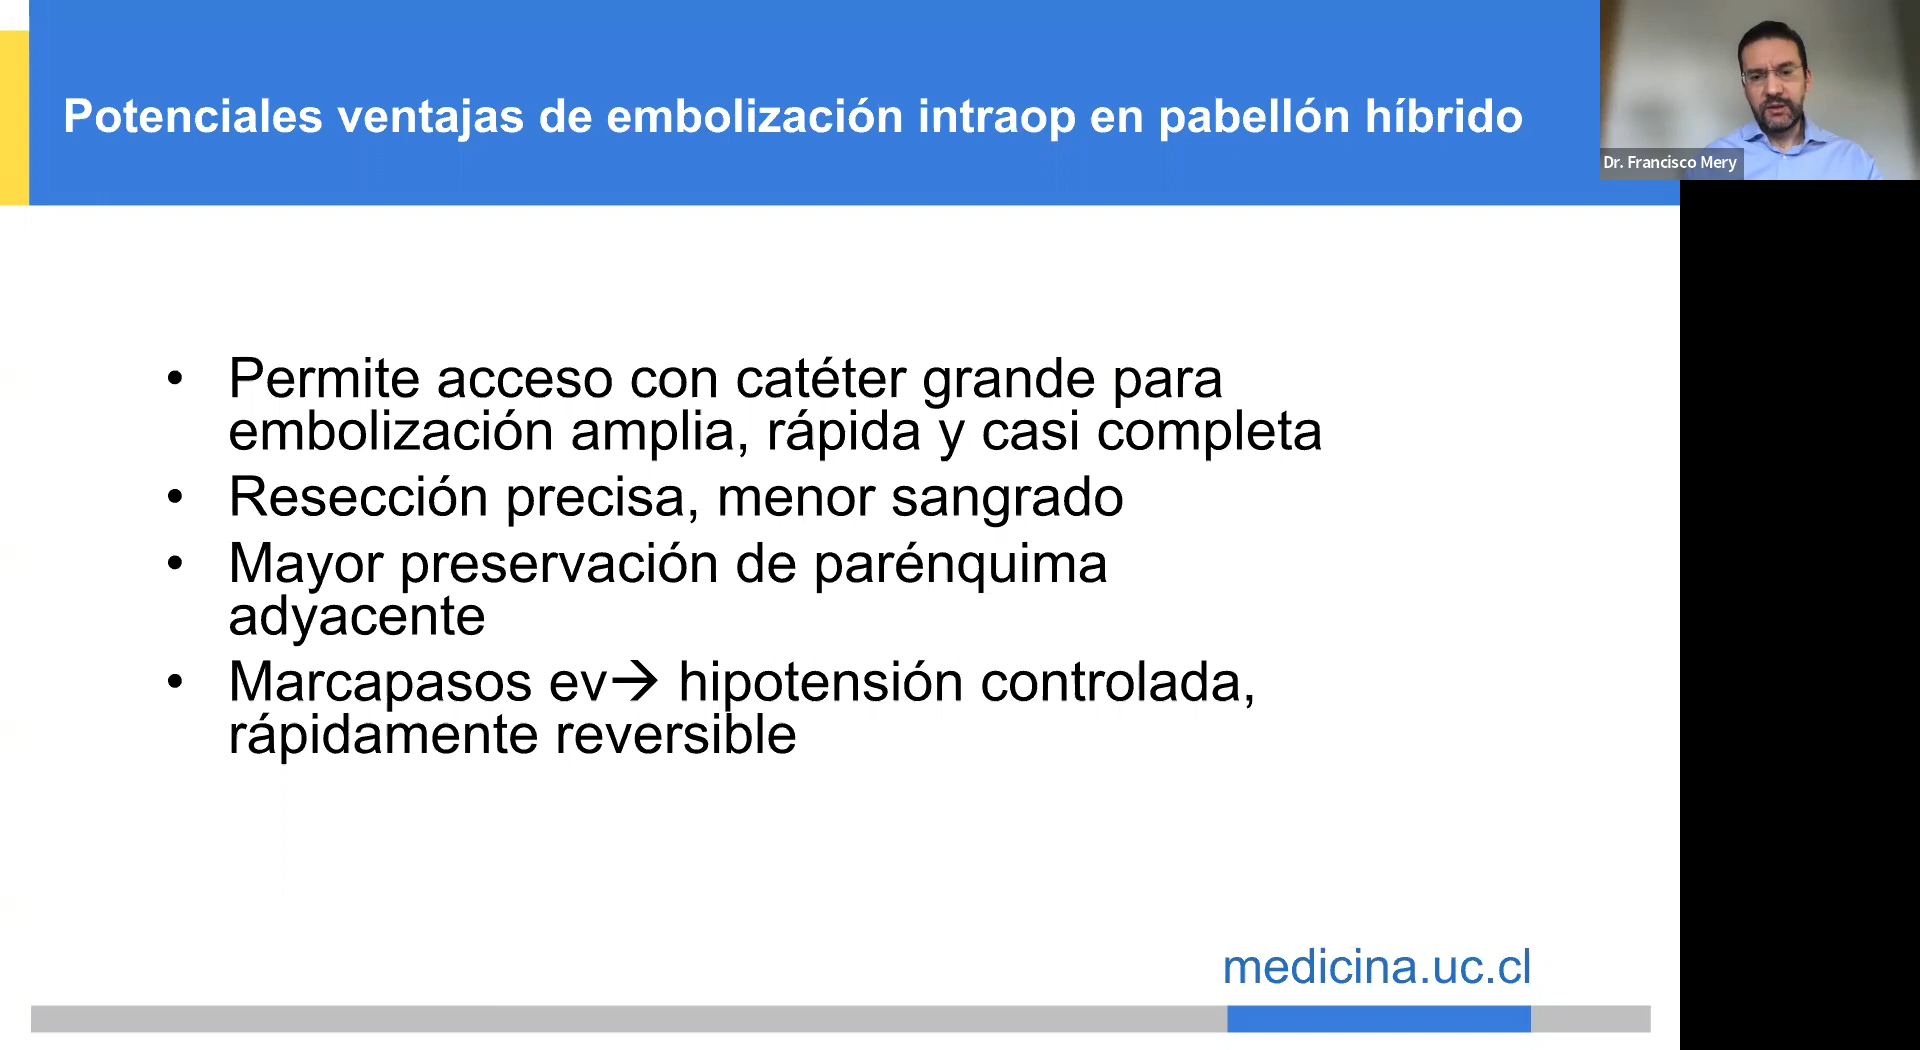 Potenciales ventajas de embolización intraop en pabellón híbrido
Dr. Francisco Mery
• Permite acceso con catéter grande para
embolización amplia, rápida y casi completa
• Resección precisa, menor sangrado
• Mayor preservación de parénquima
adyacente
• Marcapasos ev→ hipotensión controlada,
rápidamente reversible
medicina.uc.cl